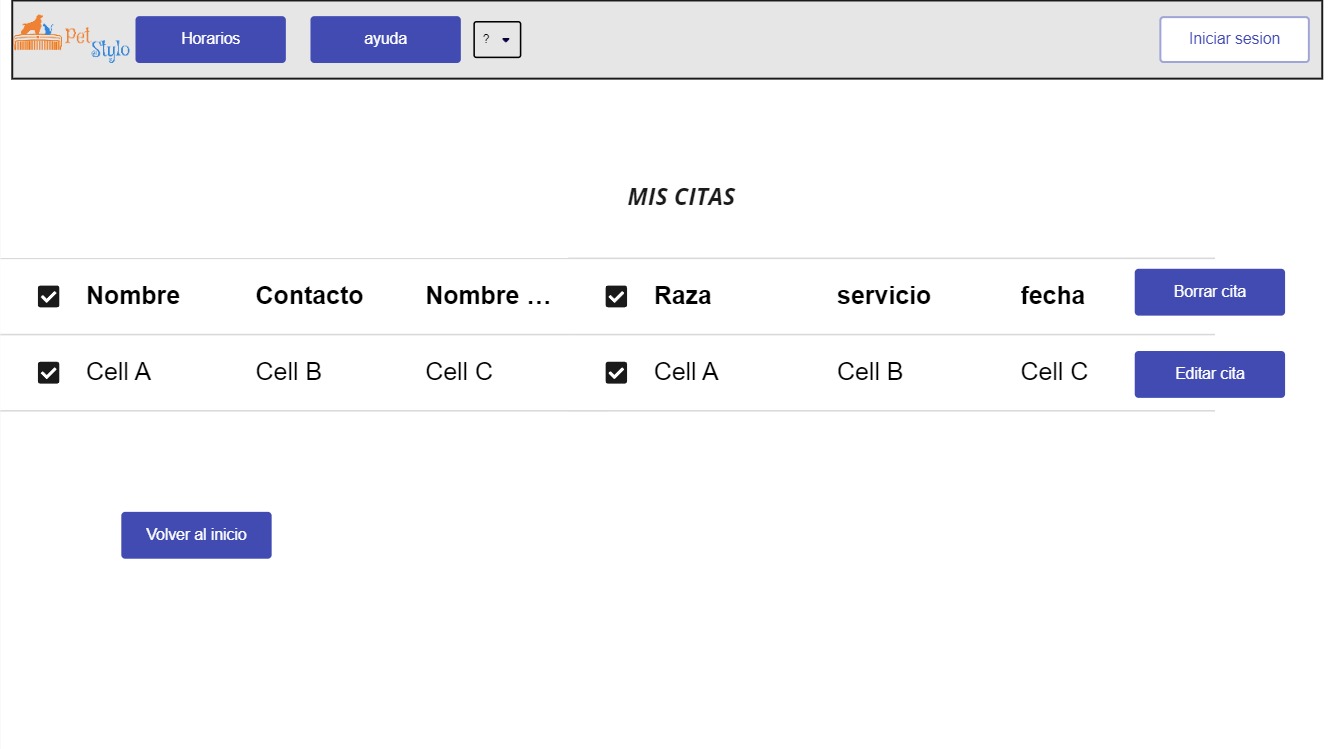 Pet Stylo
Horarios
ayuda
?
Iniciar sesion
MIS CITAS
Nombre Contacto Nombre ... Raza servicio fecha Borrar cita
Cell A Cell B Cell C Cell A Cell B Cell C Editar cita
Volver al inicio